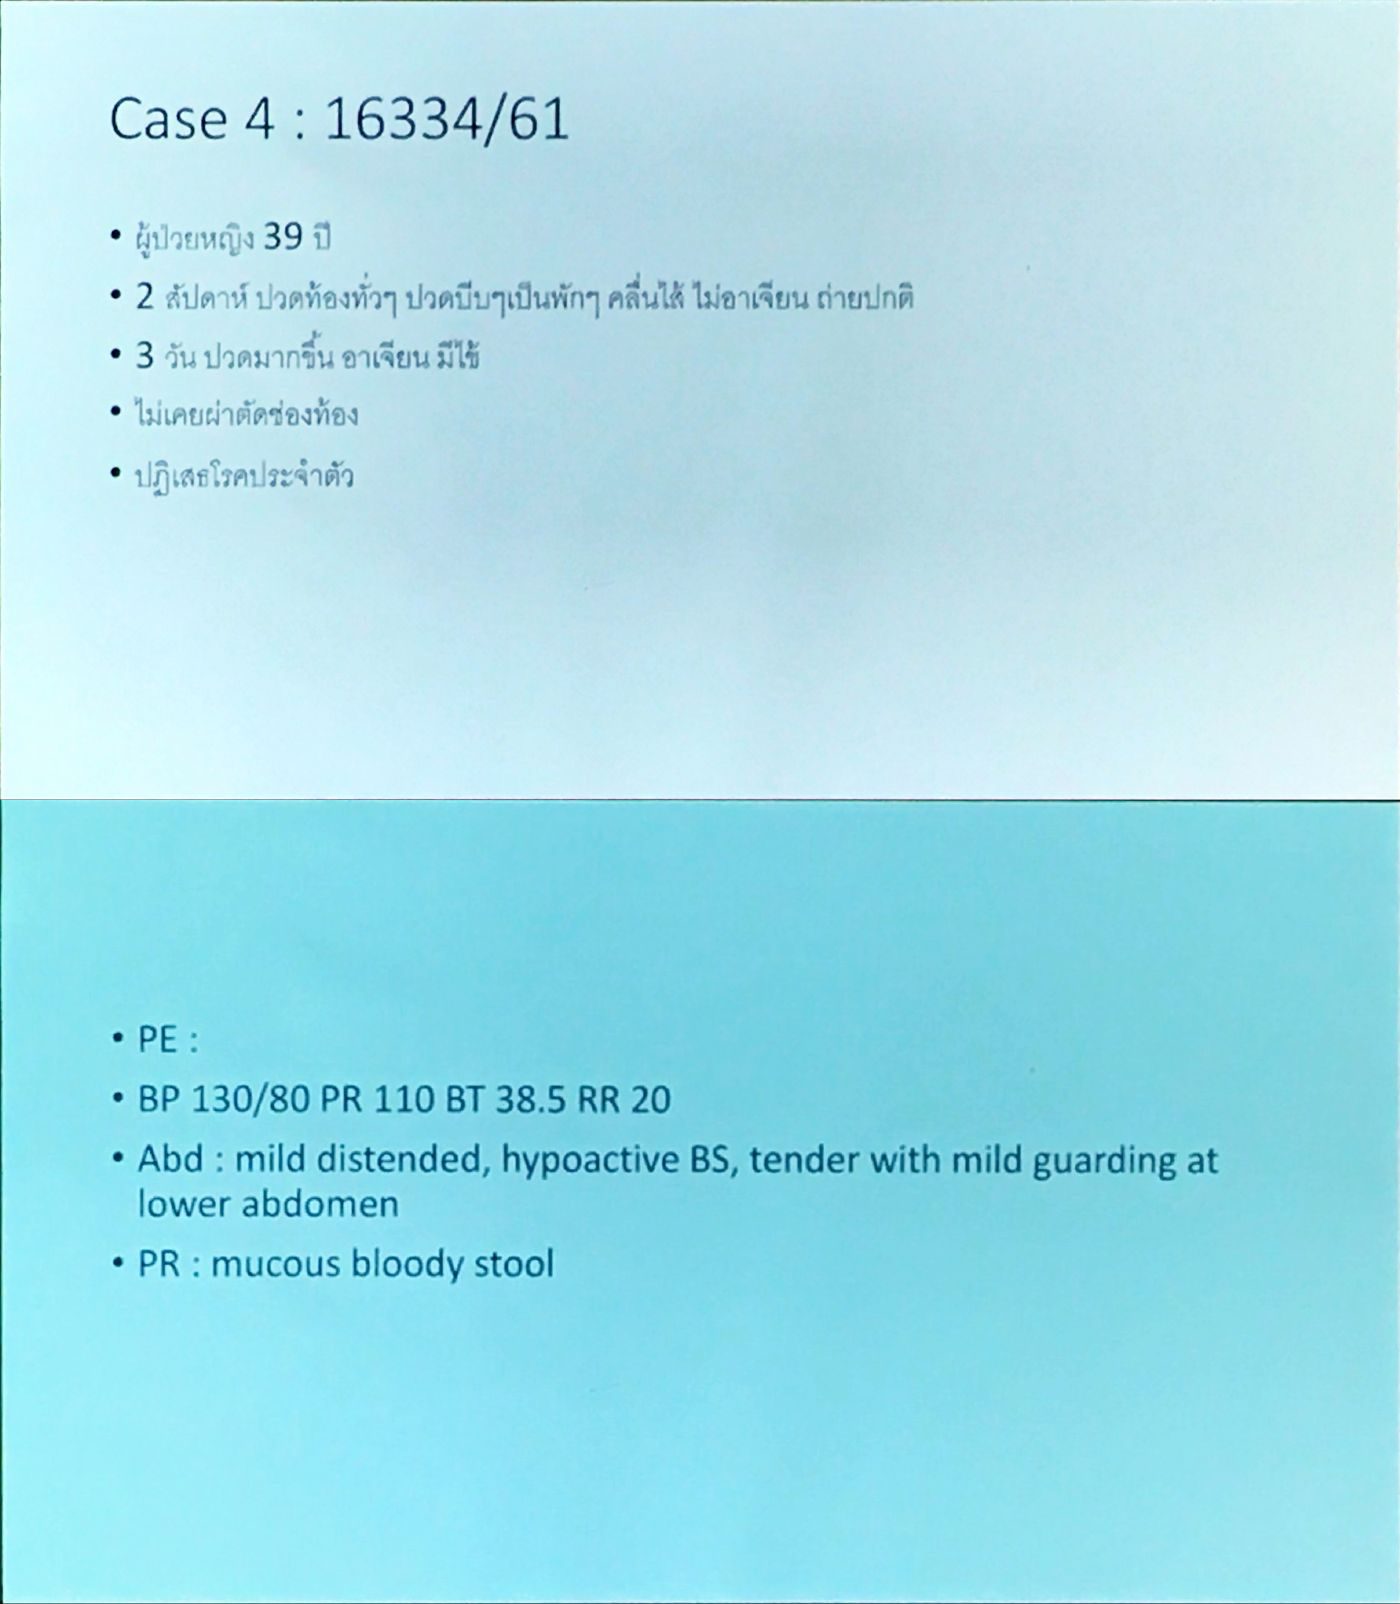 Case 4 : 16334/61
• ผู้ป่วยหญิง 39 ปี
• 2 สัปดาห์ ปวดท้องทั่วๆ ปวดบีบๆเป็นพักๆ คลื่นไส้ ไม่อาเจียน ถ่ายปกติ
• 3 วัน ปวดมากขึ้น อาเจียน มีไข้
• ไม่เคยผ่าตัดช่องท้อง
• ปฏิเสธโรคประจำตัว
• PE :
• BP 130/80 PR 110 BT 38.5 RR 20
• Abd : mild distended, hypoactive BS, tender with mild guarding at
lower abdomen
• PR : mucous bloody stool